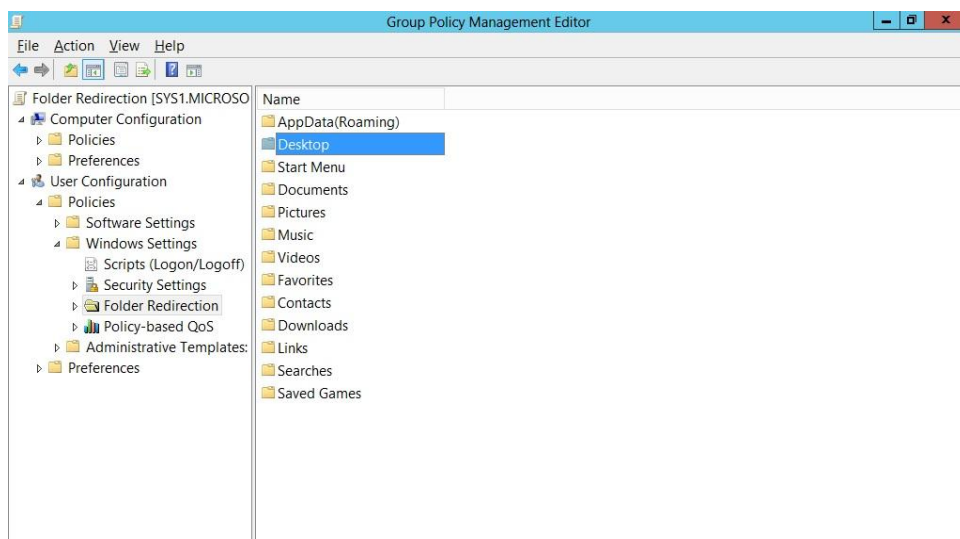 Group Policy Management Editor
File Action View Help
Folder Redirection [SYS1.MICROSO
Computer Configuration
Policies
Preferences
User Configuration
Policies
Software Settings
Windows Settings
Scripts (Logon/Logoff)
Security Settings
Folder Redirection
Policy-based QoS
Administrative Templates:
Preferences
Name
AppData(Roaming)
Desktop
Start Menu
Documents
Pictures
Music
Videos
Favorites
Contacts
Downloads
Links
Searches
Saved Games